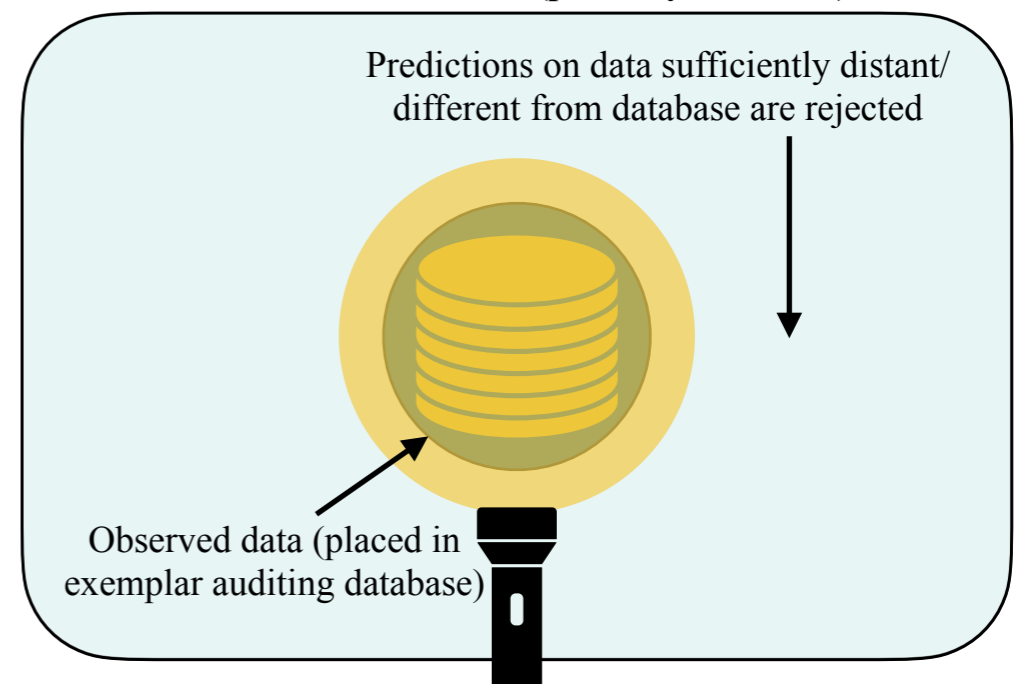 Predictions on data sufficiently distant/
different from database are rejected
Observed data (placed in
exemplar auditing database)